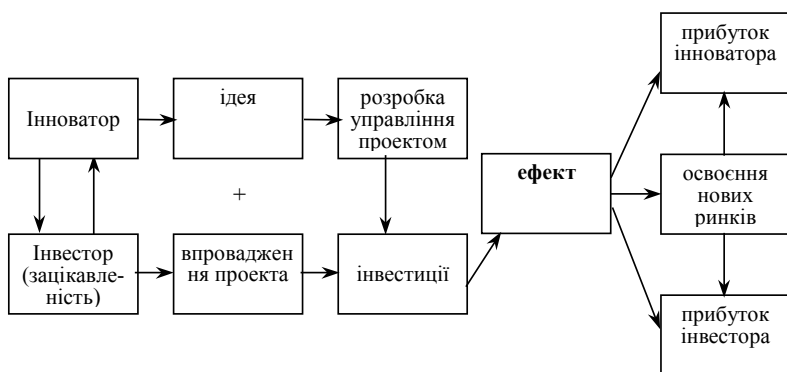 Інноватор
ідея
розробка
управління
проектом
+
Інвестор
(зацікавле-
ність)
впроваджен
ня проекта
інвестиції
ефект
прибуток
інноватора
освоєння
нових
ринків
прибуток
інвестора